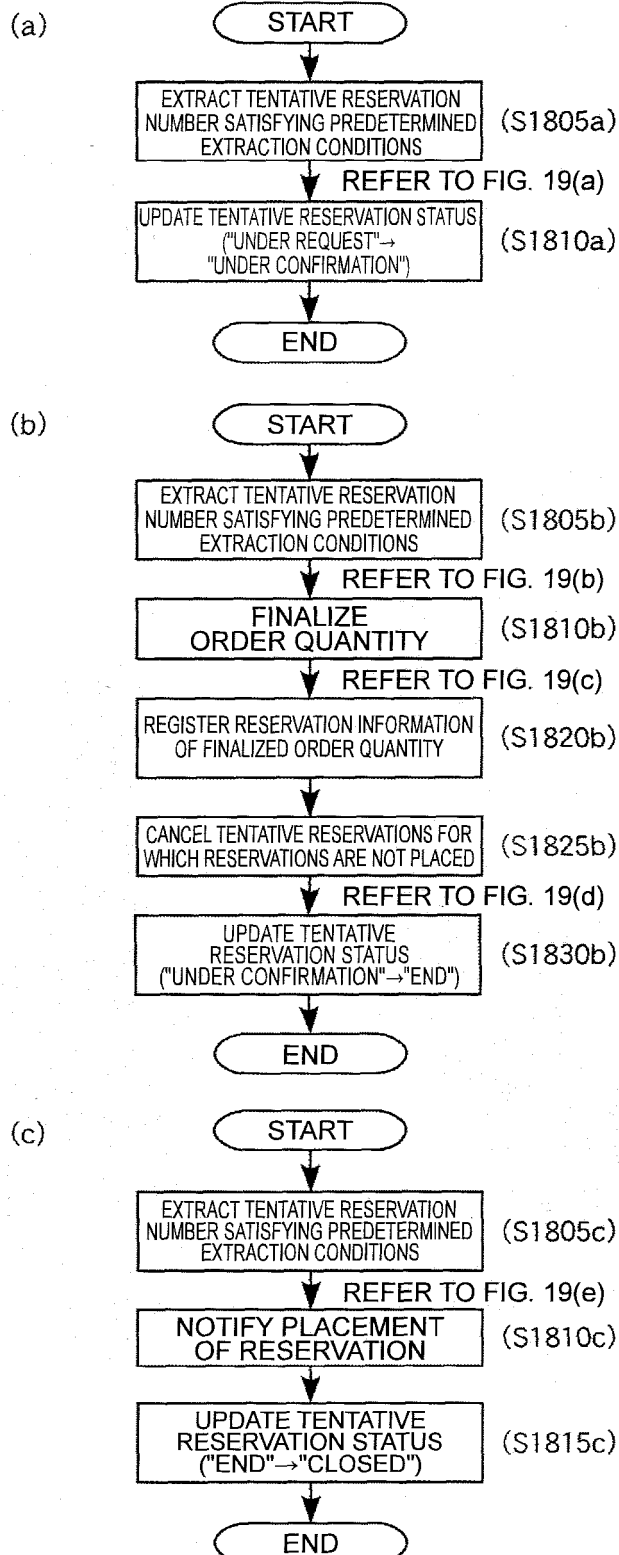 (a)
START
EXTRACT TENTATIVE RESERVATION
NUMBER SATISFYING PREDETERMINED
EXTRACTION CONDITIONS
(S1805a)
REFER TO FIG. 19(a)
UPDATE TENTATIVE RESERVATION STATUS
("UNDER REQUEST"→
"UNDER CONFIRMATION")
(S1810a)
END
(b)
START
EXTRACT TENTATIVE RESERVATION
NUMBER SATISFYING PREDETERMINED
EXTRACTION CONDITIONS
(S1805b)
REFER TO FIG. 19(b)
FINALIZE
ORDER QUANTITY
(S1810b)
REFER TO FIG. 19(c)
REGISTER RESERVATION INFORMATION
OF FINALIZED ORDER QUANTITY
(S1820b)
CANCEL TENTATIVE RESERVATIONS FOR
WHICH RESERVATIONS ARE NOT PLACED
(S1825b)
REFER TO FIG. 19(d)
UPDATE TENTATIVE
RESERVATION STATUS
("UNDER CONFIRMATION"→"END")
(S1830b)
END
(c)
START
EXTRACT TENTATIVE RESERVATION
NUMBER SATISFYING PREDETERMINED
EXTRACTION CONDITIONS
(S1805c)
REFER TO FIG. 19(e)
NOTIFY PLACEMENT
OF RESERVATION
(S1810c)
UPDATE TENTATIVE
RESERVATION STATUS
("END"→"CLOSED")
(S1815c)
END